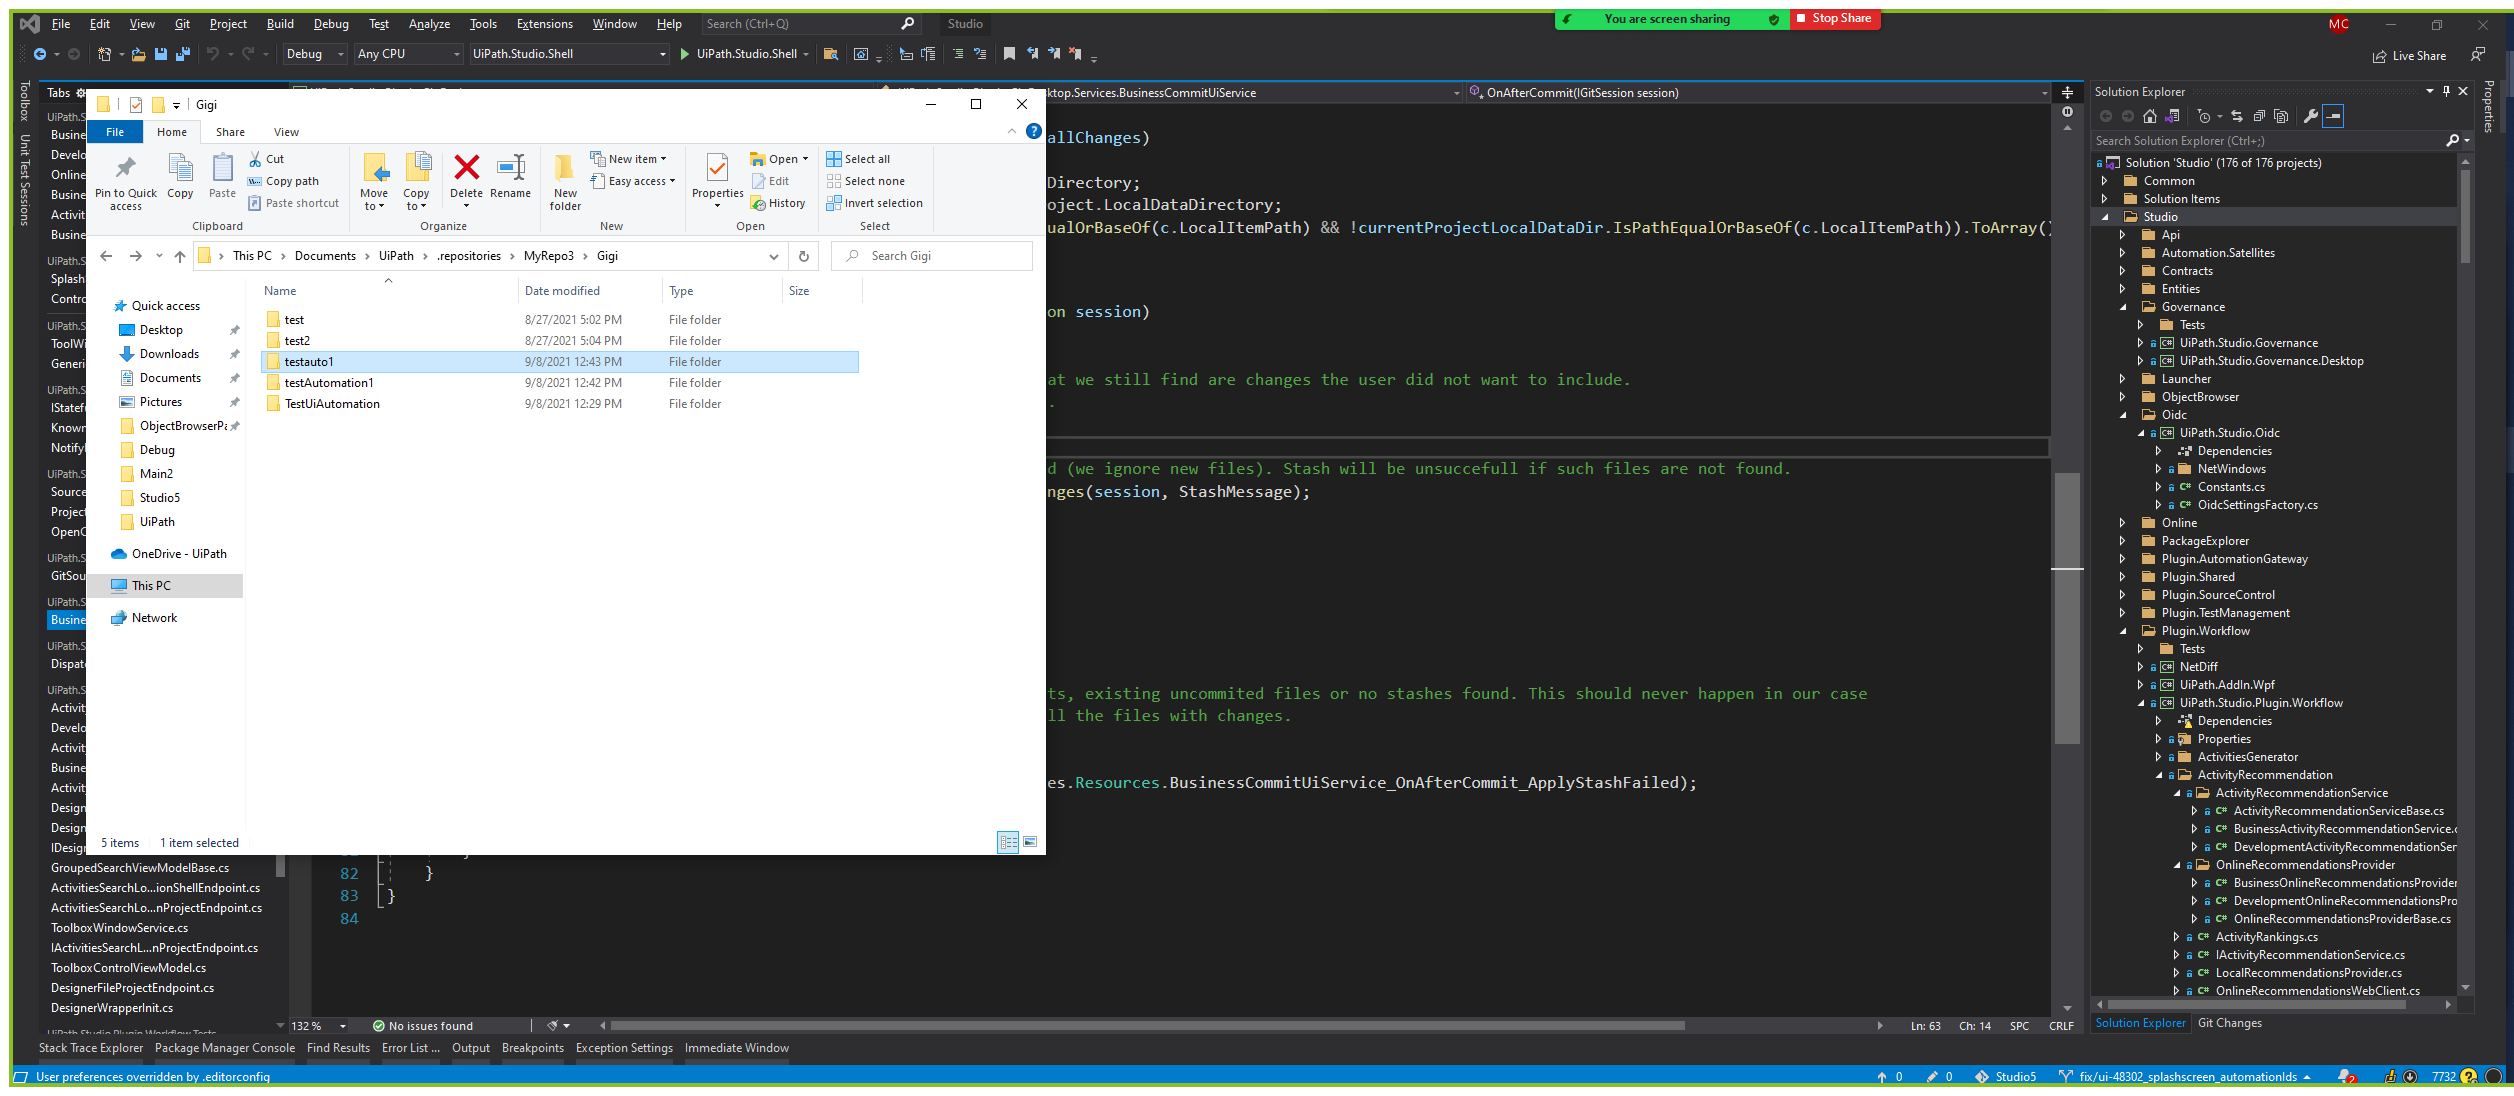 File Edit View Git Project Build Debug Test Analyze Tools Extensions Window Help Search (Ctrl+Q) Studio
You are screen sharing Stop Share
MC
Debug Any CPU UiPath.Studio.Shell UiPath.Studio.Shell Live Share
Toolbox
Unit Test Sessions
Tabs
Gigi
File Home Share View
Pin to Quick access
Copy
Paste
Cut
Copy path
Paste shortcut
Clipboard
Move to
Copy to
Delete
Rename
Organize
New folder
New item
Easy access
New
Properties
Open
Edit
History
Open
Select all
Select none
Invert selection
Select
This PC > Documents > UiPath > .repositories > MyRepo3 > Gigi
Search Gigi
Quick access
Desktop
Downloads
Documents
Pictures
ObjectBrowserPa
Debug
Main2
Studio5
UiPath
OneDrive - UiPath
This PC
Network
Name Date modified Type Size
test 8/27/2021 5:02 PM File folder
test2 8/27/2021 5:04 PM File folder
testauto1 9/8/2021 12:43 PM File folder
testAutomation1 9/8/2021 12:42 PM File folder
TestUiAutomation 9/8/2021 12:29 PM File folder
5 items 1 item selected
UiPath.S
Busine
Develo
Online
Busine
Activit
Busine
UiPath.S
Splash
Contro
UiPath.S
ToolWi
Generi
UiPath.S
IStatefu
Known
NotifyI
UiPath.S
Source
Project
OpenC
UiPath.S
GitSou
UiPath.S
Busine
UiPath.S
Dispat
UiPath.S
Activit
Develo
Activit
Busine
Activit
Design
Design
IDesign
GroupedSearchViewModelBase.cs
ActivitiesSearchLo...ionShellEndpoint.cs
ActivitiesSearchLo...nProjectEndpoint.cs
ToolboxWindowService.cs
IActivitiesSearchL...nProjectEndpoint.cs
ToolboxControlViewModel.cs
DesignerFileProjectEndpoint.cs
DesignerWrapperInit.cs
UiPath Studio Plugin Workflow Tests
ktop.Services.BusinessCommitUiService OnAfterCommit(IGitSession session)
allChanges)
Directory;
oject.LocalDataDirectory;
ualOrBaseOf(c.LocalItemPath) && !currentProjectLocalDataDir.IsPathEqualOrBaseOf(c.LocalItemPath)).ToArray()
on session)
at we still find are changes the user did not want to include.
.
d (we ignore new files). Stash will be unsuccefull if such files are not found.
nges(session, StashMessage);
ts, existing uncommited files or no stashes found. This should never happen in our case
ll the files with changes.
es.Resources.BusinessCommitUiService_OnAfterCommit_ApplyStashFailed);
82 }
83 }
84
132 % No issues found Ln: 63 Ch: 14 SPC CRLF
Solution Explorer
Search Solution Explorer (Ctrl+;)
Solution 'Studio' (176 of 176 projects)
Common
Solution Items
Studio
Api
Automation.Satellites
Contracts
Entities
Governance
Tests
UiPath.Studio.Governance
UiPath.Studio.Governance.Desktop
Launcher
ObjectBrowser
Oidc
UiPath.Studio.Oidc
Dependencies
NetWindows
Constants.cs
OidcSettingsFactory.cs
Online
PackageExplorer
Plugin.AutomationGateway
Plugin.Shared
Plugin.SourceControl
Plugin.TestManagement
Plugin.Workflow
Tests
NetDiff
UiPath.AddIn.Wpf
UiPath.Studio.Plugin.Workflow
Dependencies
Properties
ActivitiesGenerator
ActivityRecommendation
ActivityRecommendationService
ActivityRecommendationServiceBase.cs
BusinessActivityRecommendationService.c
DevelopmentActivityRecommendationSer
OnlineRecommendationsProvider
BusinessOnlineRecommendationsProvider
DevelopmentOnlineRecommendationsPro
OnlineRecommendationsProviderBase.cs
ActivityRankings.cs
IActivityRecommendationService.cs
LocalRecommendationsProvider.cs
OnlineRecommendationsWebClient.cs
Solution Explorer Git Changes
Properties
Stack Trace Explorer Package Manager Console Find Results Error List ... Output Breakpoints Exception Settings Immediate Window
User preferences overridden by .editorconfig 0 0 Studio5 fix/ui-48302_splashscreen_automationIds 2 7732